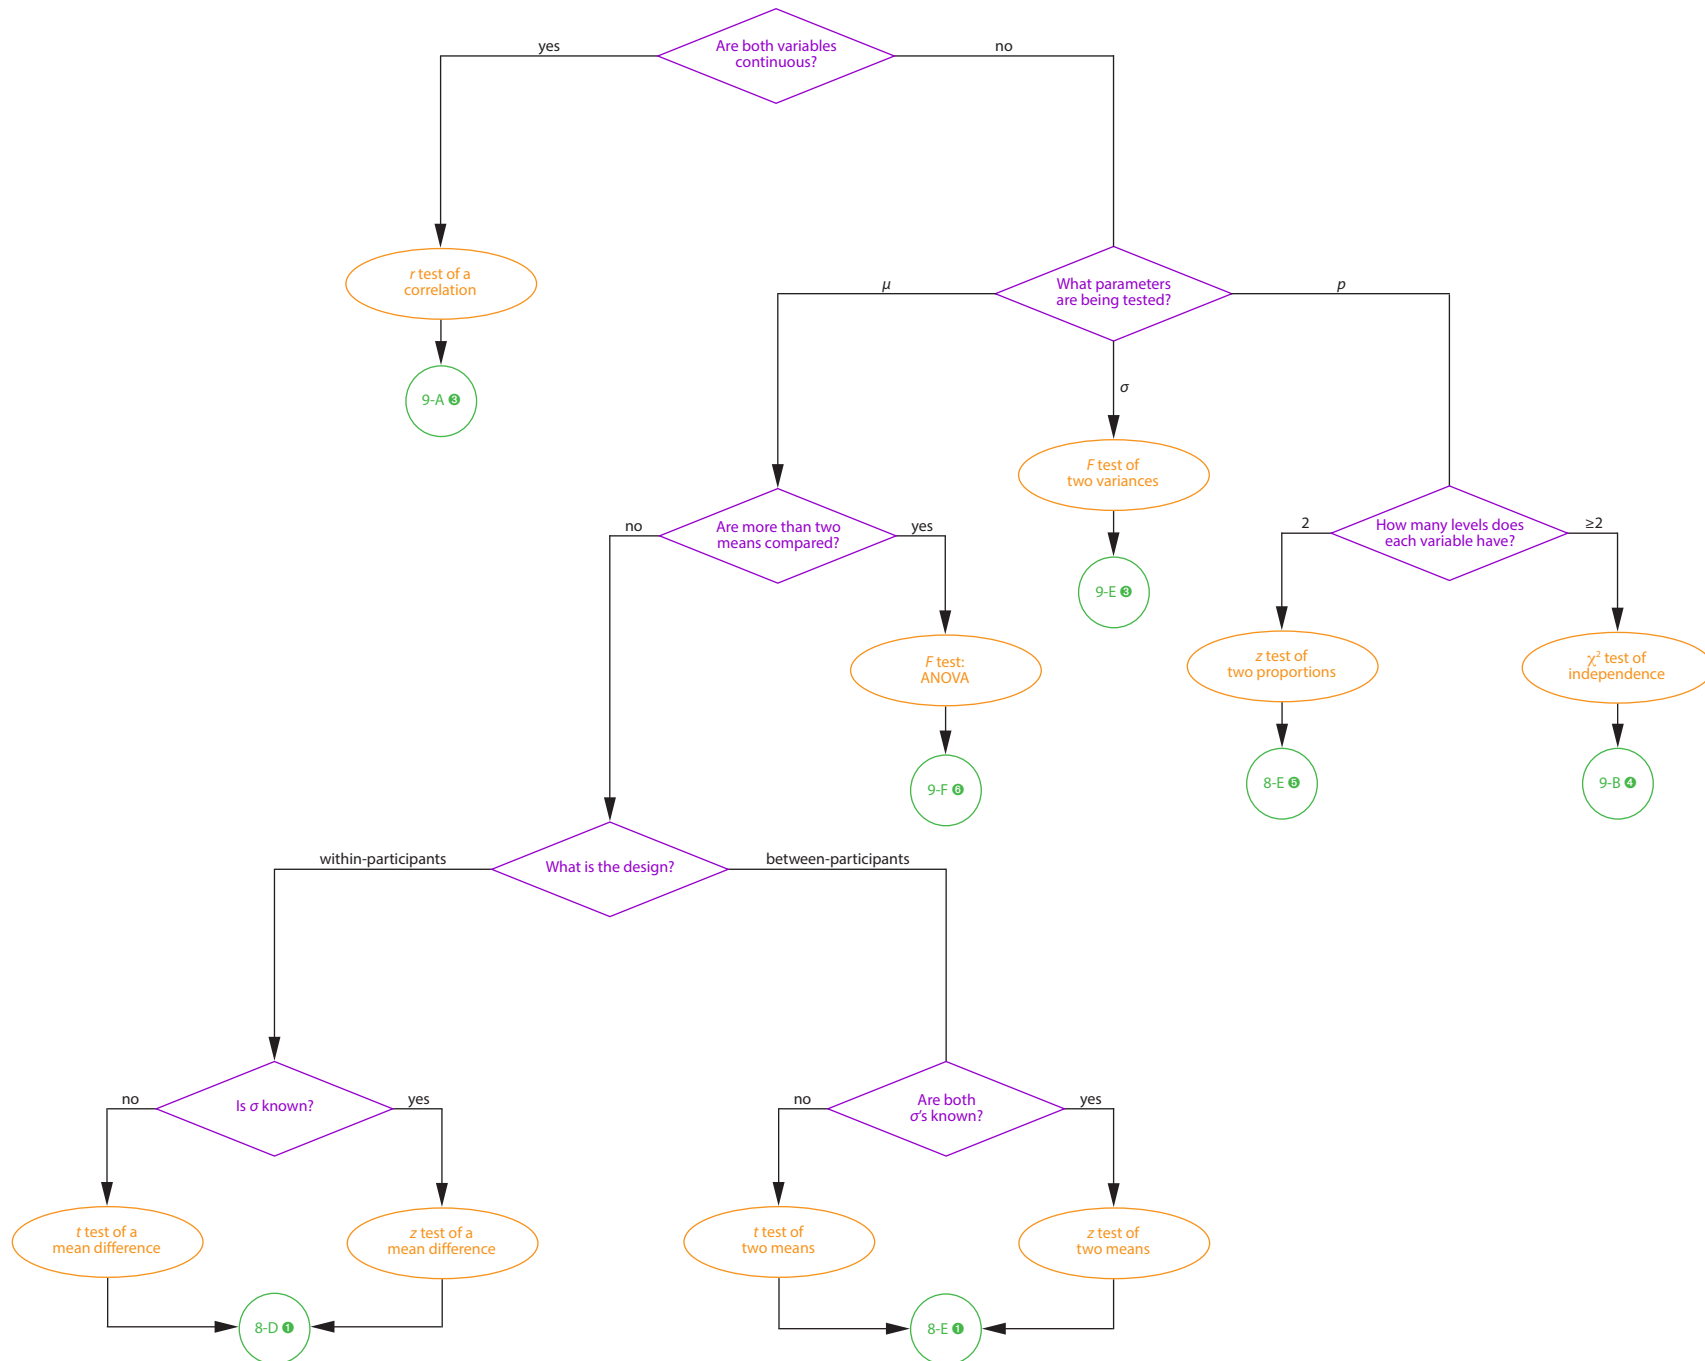 Are both variables
continuous?
yes
no
r test of a
correlation
9-A ❸
What parameters
are being tested?
μ
σ
p
F test of
two variances
9-E ❸
Are more than two
means compared?
no
yes
How many levels does
each variable have?
2
≥2
F test:
ANOVA
9-F ❻
z test of
two proportions
8-E ❺
χ² test of
independence
9-B ❹
What is the design?
within-participants
between-participants
Is σ known?
no
yes
Are both
σ's known?
no
yes
t test of a
mean difference
z test of a
mean difference
8-D ❶
t test of
two means
z test of
two means
8-E ❶